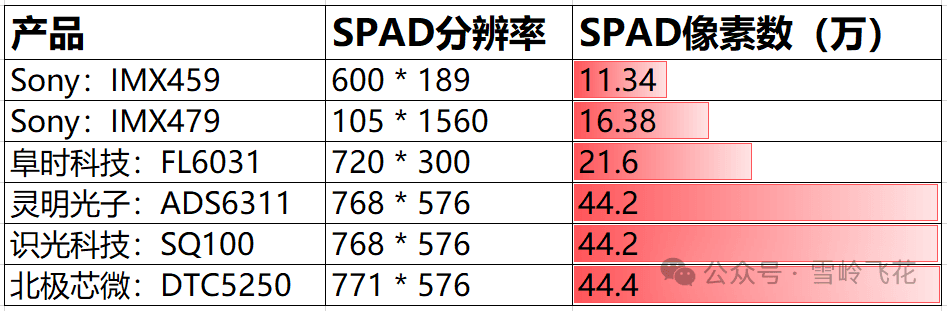 产品 SPAD分辨率 SPAD像素数（万）
Sony：IMX459 600 * 189 11.34
Sony：IMX479 105 * 1560 16.38
阜时科技：FL6031 720 * 300 21.6
灵明光子：ADS6311 768 * 576 44.2
识光科技：SQ100 768 * 576 44.2
北极芯微：DTC5250 771 * 576 44.4
公众号 · 雪岭飞花